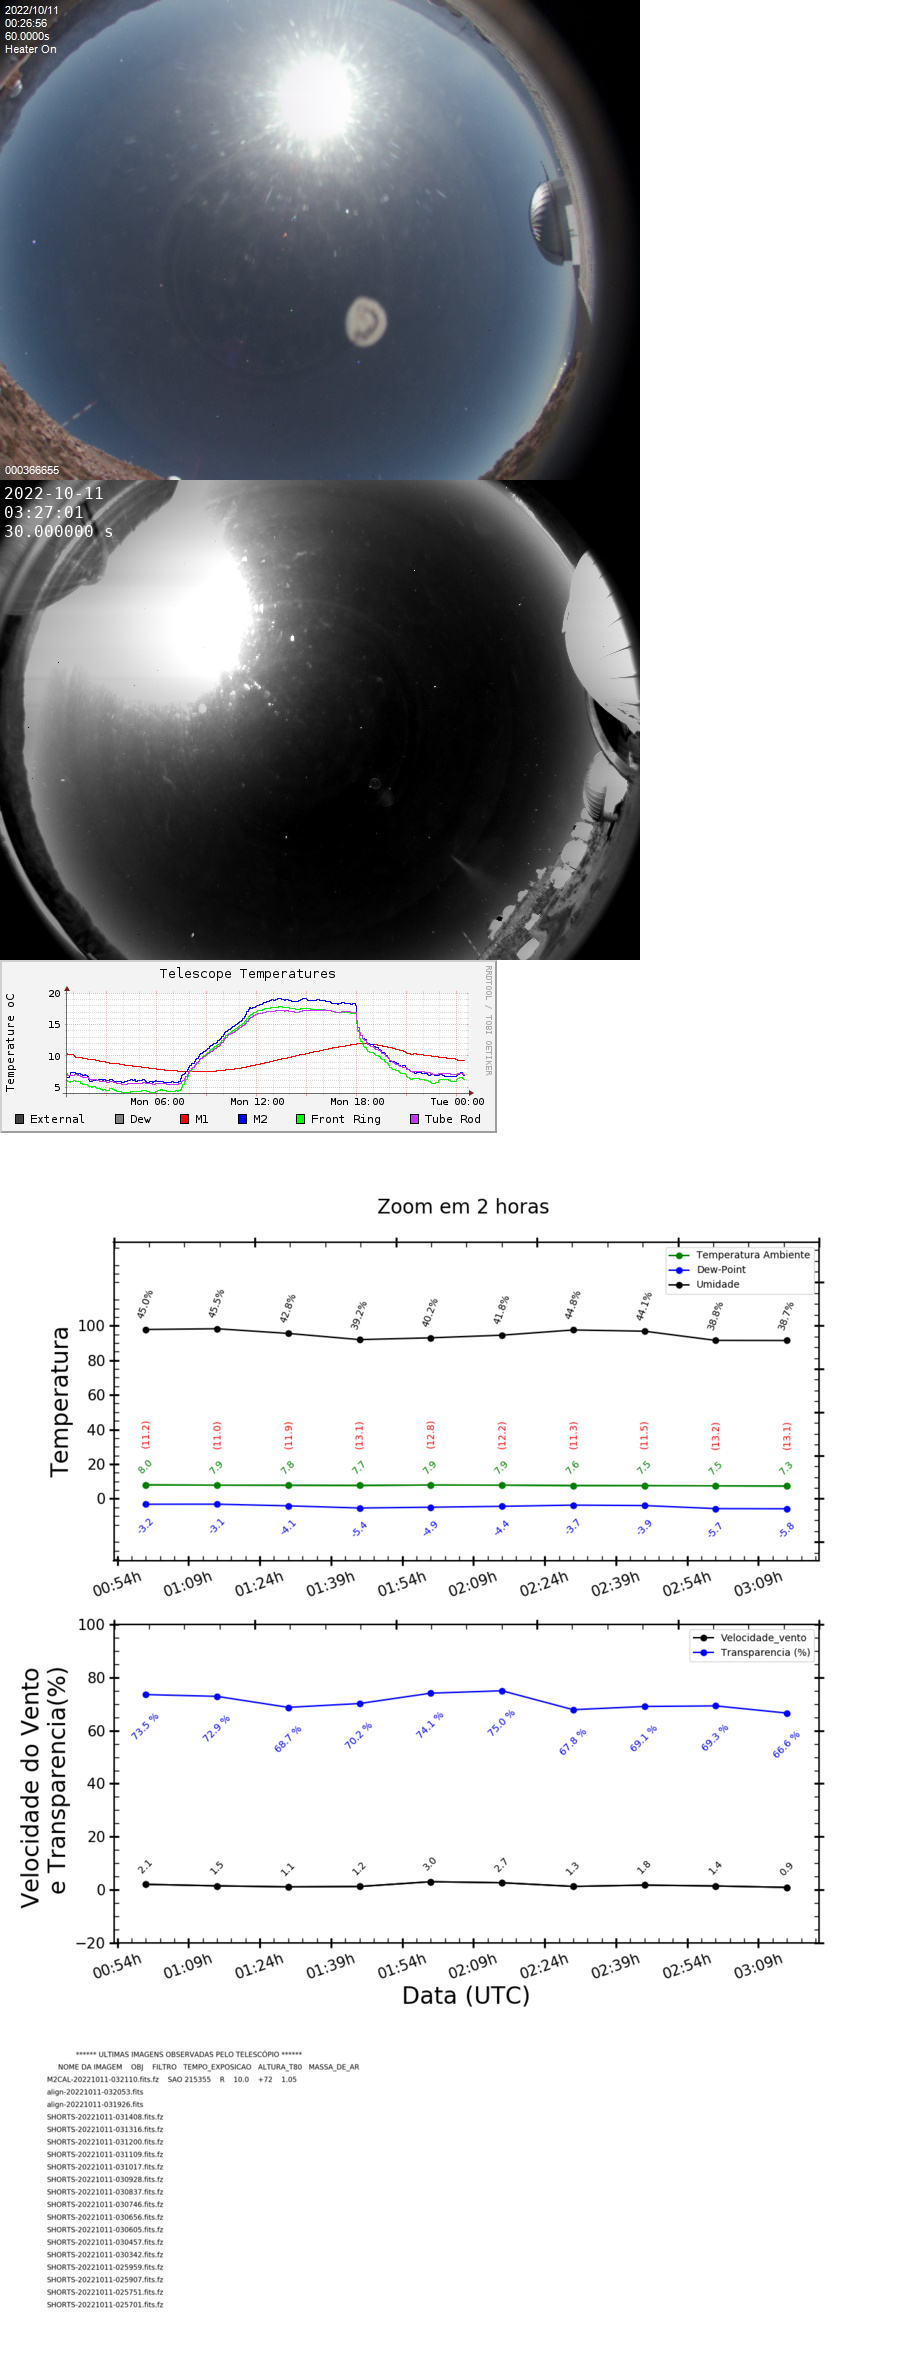 2022/10/11
00:26:56
60.0000s
Heater On
000366655
2022-10-11
03:27:01
30.000000 s
Telescope Temperatures
RRDTOOL / TOBI OETIKER
Temperature oC
20
15
10
5
Mon 06:00 Mon 12:00 Mon 18:00 Tue 00:00
External Dew M1 M2 Front Ring Tube Rod
Zoom em 2 horas
Temperatura Ambiente
Dew-Point
Umidade
Temperatura
100
80
60
40
20
0
45.0% 45.5% 42.8% 39.2% 40.2% 41.8% 44.8% 44.1% 38.8% 38.7%
(11.2) (11.0) (11.9) (13.1) (12.8) (12.2) (11.3) (11.5) (13.2) (13.1)
8.0 7.9 7.8 7.7 7.9 7.9 7.6 7.5 7.5 7.3
-3.2 -3.1 -4.1 -5.4 -4.9 -4.4 -3.7 -3.9 -5.7 -5.8
00:54h 01:09h 01:24h 01:39h 01:54h 02:09h 02:24h 02:39h 02:54h 03:09h
Velocidade_vento
Transparencia (%)
Velocidade do Vento
e Transparencia(%)
100
80
60
40
20
0
−20
73.5 % 72.9 % 68.7 % 70.2 % 74.1 % 75.0 % 67.8 % 69.1 % 69.3 % 66.6 %
2.1 1.5 1.1 1.2 3.0 2.7 1.3 1.8 1.4 0.9
00:54h 01:09h 01:24h 01:39h 01:54h 02:09h 02:24h 02:39h 02:54h 03:09h
Data (UTC)
****** ULTIMAS IMAGENS OBSERVADAS PELO TELESCÓPIO ******
NOME DA IMAGEM OBJ FILTRO TEMPO_EXPOSICAO ALTURA_T80 MASSA_DE_AR
M2CAL-20221011-032110.fits.fz SAO 215355 R 10.0 +72 1.05
align-20221011-032053.fits
align-20221011-031926.fits
SHORTS-20221011-031408.fits.fz
SHORTS-20221011-031316.fits.fz
SHORTS-20221011-031200.fits.fz
SHORTS-20221011-031109.fits.fz
SHORTS-20221011-031017.fits.fz
SHORTS-20221011-030928.fits.fz
SHORTS-20221011-030837.fits.fz
SHORTS-20221011-030746.fits.fz
SHORTS-20221011-030656.fits.fz
SHORTS-20221011-030605.fits.fz
SHORTS-20221011-030457.fits.fz
SHORTS-20221011-030342.fits.fz
SHORTS-20221011-025959.fits.fz
SHORTS-20221011-025907.fits.fz
SHORTS-20221011-025751.fits.fz
SHORTS-20221011-025701.fits.fz